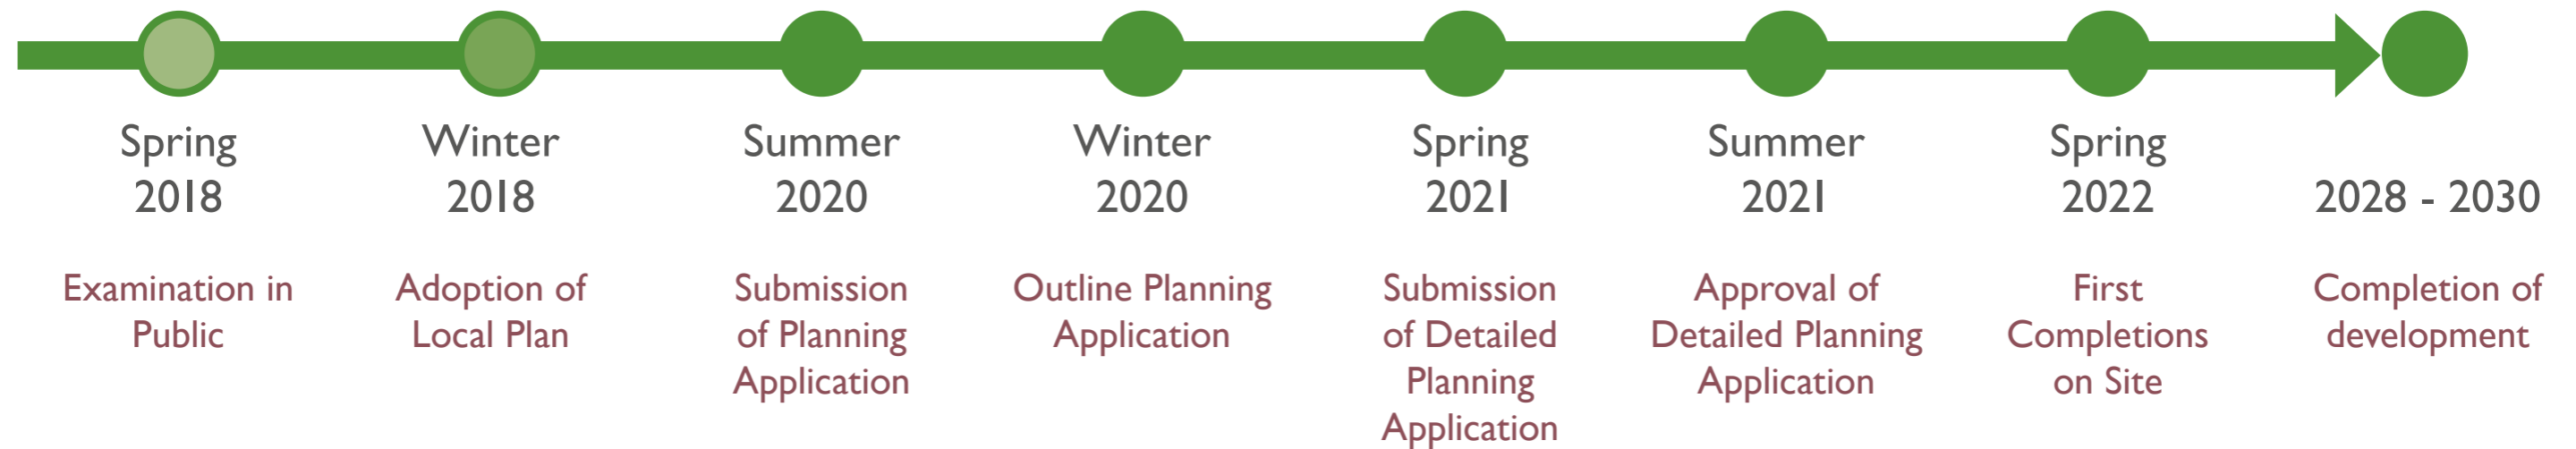 Spring
2018
Examination in
Public
Winter
2018
Adoption of
Local Plan
Summer
2020
Submission
of Planning
Application
Winter
2020
Outline Planning
Application
Spring
2021
Submission
of Detailed
Planning
Application
Summer
2021
Approval of
Detailed Planning
Application
Spring
2022
First
Completions
on Site
2028 - 2030
Completion of
development